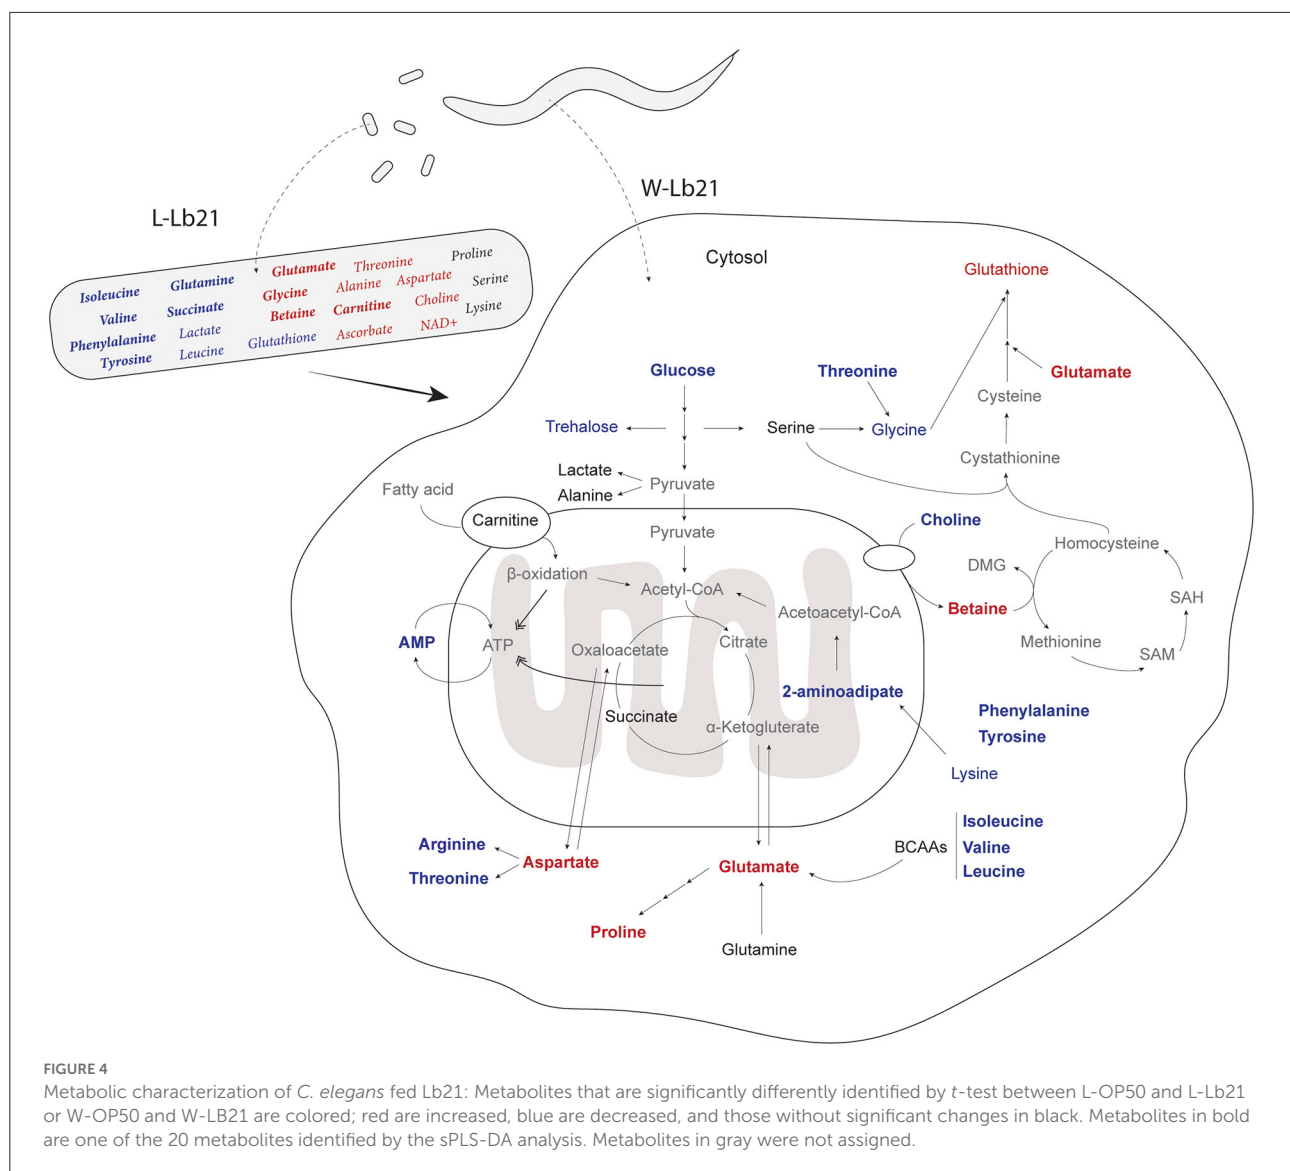 W-Lb21
L-Lb21
Isoleucine Glutamine Glutamate Threonine Proline
Valine Succinate Glycine Alanine Aspartate Serine
Phenylalanine Lactate Betaine Carnitine Choline Lysine
Tyrosine Leucine Glutathione Ascorbate NAD+
Cytosol
Glutathione
Glucose Threonine Glutamate
Cysteine
Trehalose Serine Glycine
Cystathionine
Lactate
Pyruvate
Alanine
Fatty acid
Carnitine Choline
Pyruvate Homocysteine
DMG
β-oxidation
Acetyl-CoA SAH
Acetoacetyl-CoA Betaine
AMP ATP Oxaloacetate Citrate Methionine SAM
2-aminoadipate
Succinate Phenylalanine
α-Ketogluterate Tyrosine
Lysine
Isoleucine
Arginine BCAAs Valine
Aspartate Glutamate Leucine
Threonine
Proline
Glutamine
FIGURE 4
Metabolic characterization of C. elegans fed Lb21: Metabolites that are significantly differently identified by t-test between L-OP50 and L-Lb21
or W-OP50 and W-LB21 are colored; red are increased, blue are decreased, and those without significant changes in black. Metabolites in bold
are one of the 20 metabolites identified by the sPLS-DA analysis. Metabolites in gray were not assigned.